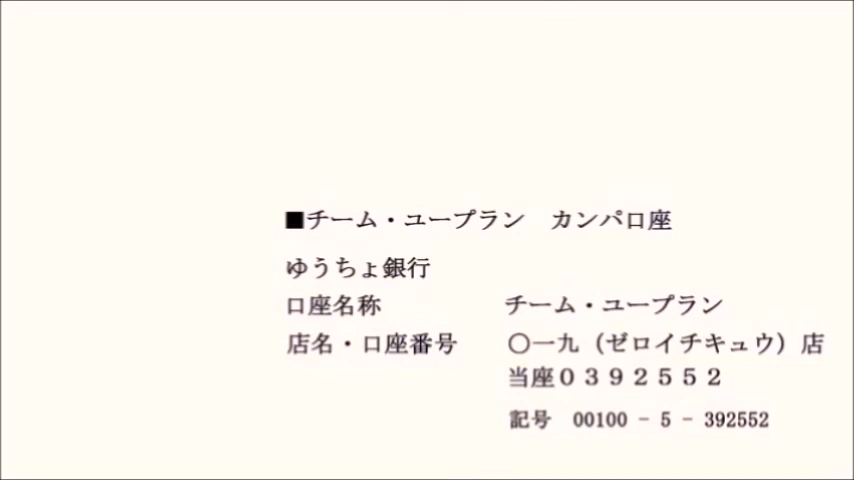 ■チーム・ユープラン　カンパ口座
ゆうちょ銀行
口座名称　チーム・ユープラン
店名・口座番号　〇一九（ゼロイチキュウ）店
当座０３９２５５２
記号　00100 － 5 － 392552